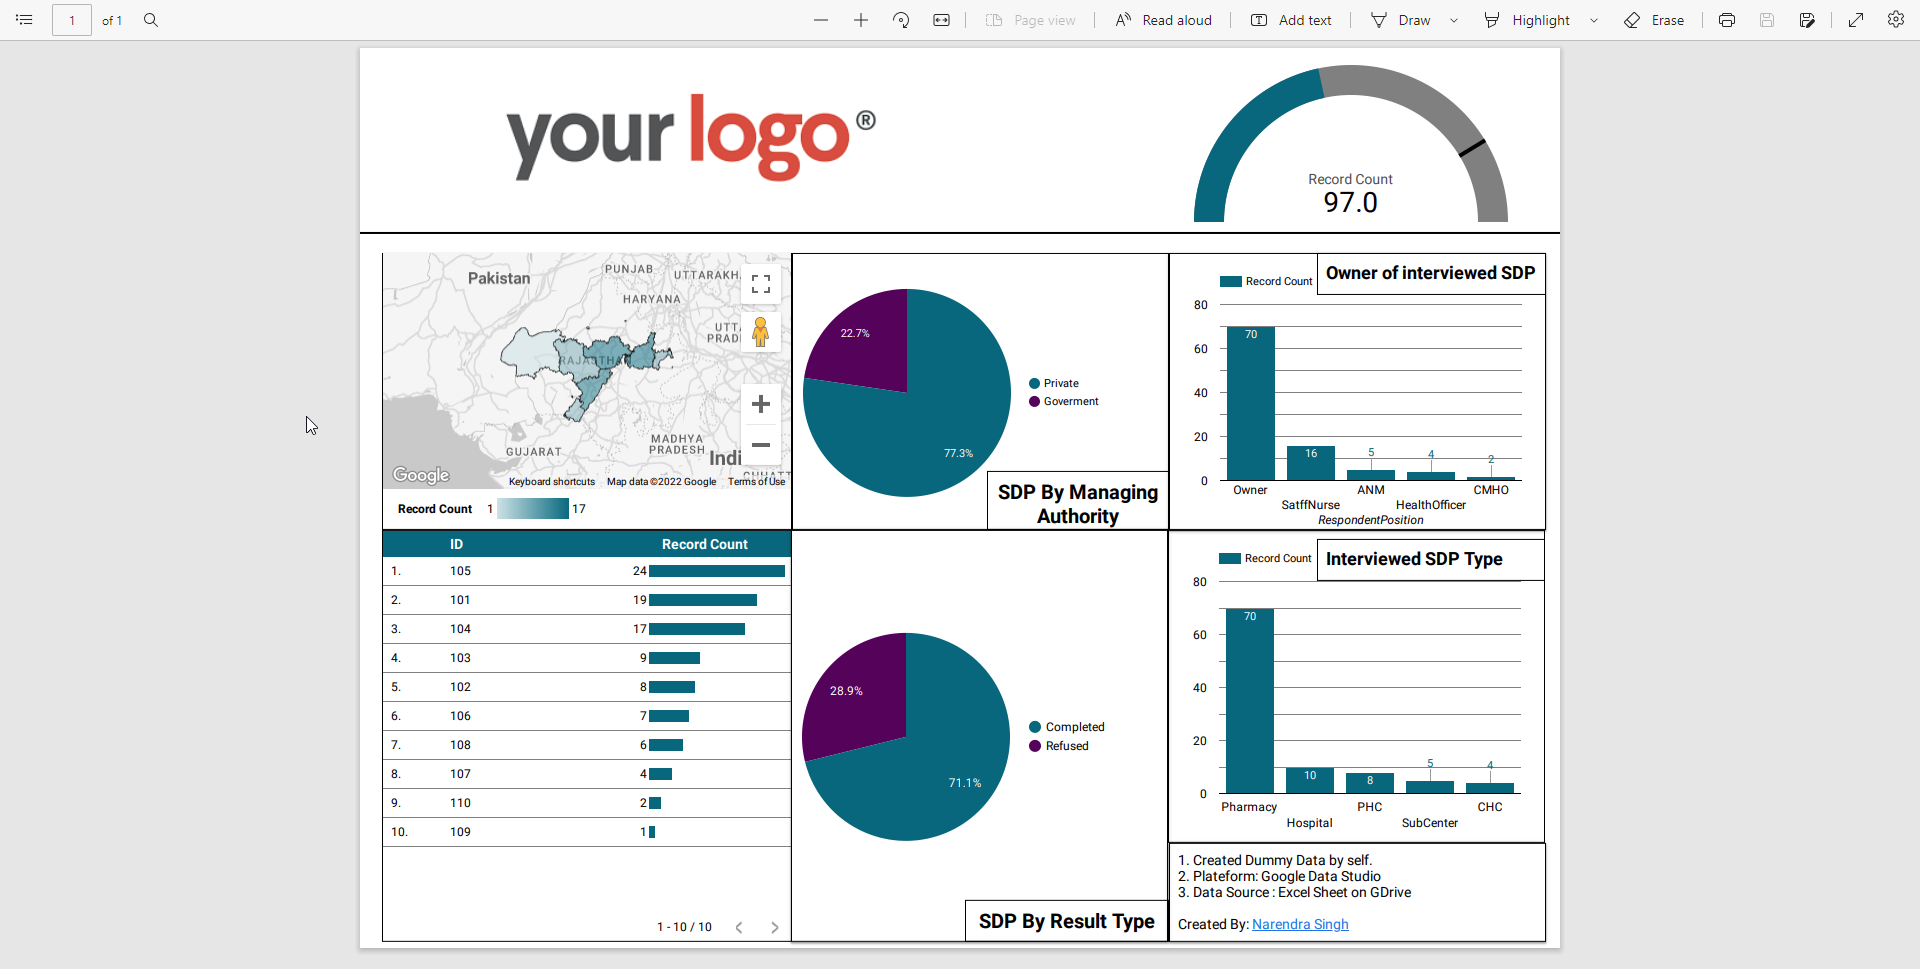 1 of 1 Page view Read aloud Add text Draw Highlight Erase
your logo®
Record Count
97.0
Pakistan
PUNJAB
UTTARAKH
HARYANA
UTTA
PRAD
RAJASTHA
GUJARAT
MADHYA
PRADESH
Indi
CHHATT
Google
Keyboard shortcuts Map data ©2022 Google Terms of Use
Record Count 1 17
22.7%
77.3%
Private
Goverment
SDP By Managing
Authority
Owner of interviewed SDP
Record Count
80
60
40
20
0
70
16
5
4
2
Owner ANM CMHO
SatffNurse HealthOfficer
RespondentPosition
ID Record Count
1. 105 24
2. 101 19
3. 104 17
4. 103 9
5. 102 8
6. 106 7
7. 108 6
8. 107 4
9. 110 2
10. 109 1
1 - 10 / 10
28.9%
71.1%
Completed
Refused
SDP By Result Type
Interviewed SDP Type
Record Count
80
60
40
20
0
70
10
8
5
4
Pharmacy PHC CHC
Hospital SubCenter
1. Created Dummy Data by self.
2. Plateform: Google Data Studio
3. Data Source : Excel Sheet on GDrive
Created By: Narendra Singh